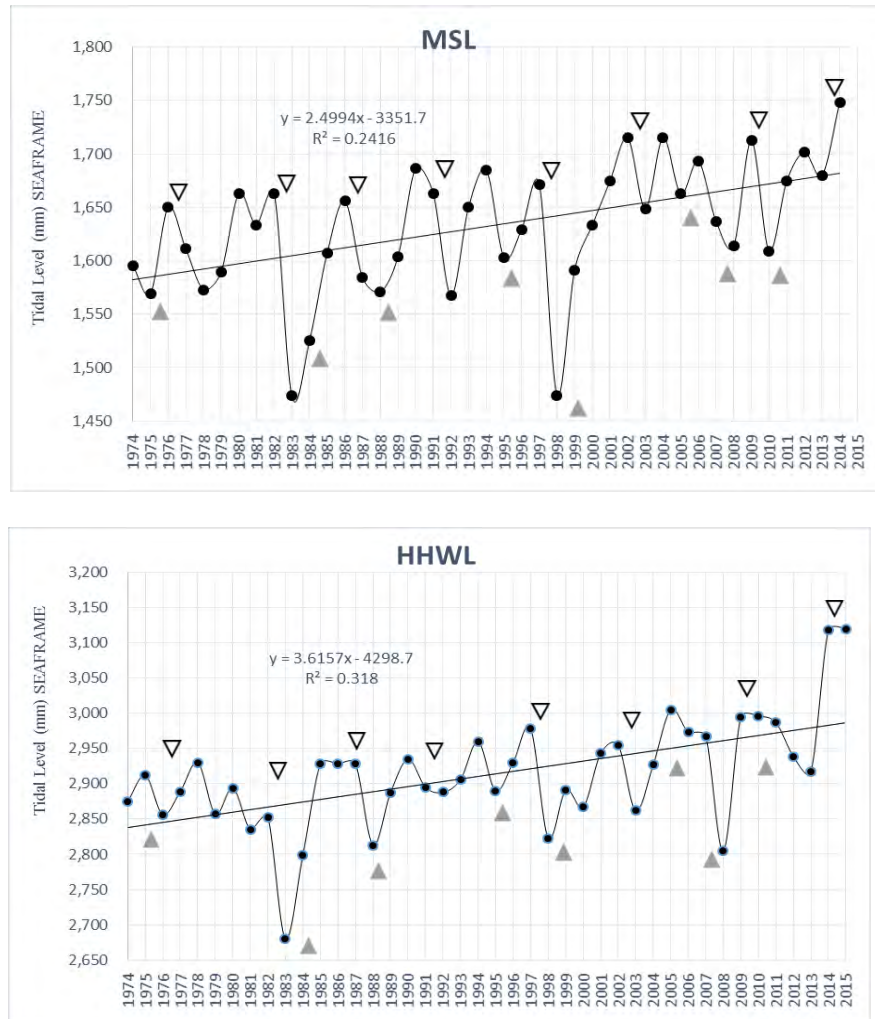 MSL
1,800
1,750
1,700
1,650
1,600
1,550
1,500
1,450
Tidal Level (mm) SEAFRAME
y = 2.4994x - 3351.7
R² = 0.2416
1974 1975 1976 1977 1978 1979 1980 1981 1982 1983 1984 1985 1986 1987 1988 1989 1990 1991 1992 1993 1994 1995 1996 1997 1998 1999 2000 2001 2002 2003 2004 2005 2006 2007 2008 2009 2010 2011 2012 2013 2014 2015
HHWL
3,200
3,150
3,100
3,050
3,000
2,950
2,900
2,850
2,800
2,750
2,700
2,650
Tidal Level (mm) SEAFRAME
y = 3.6157x - 4298.7
R² = 0.318
1974 1975 1976 1977 1978 1979 1980 1981 1982 1983 1984 1985 1986 1987 1988 1989 1990 1991 1992 1993 1994 1995 1996 1997 1998 1999 2000 2001 2002 2003 2004 2005 2006 2007 2008 2009 2010 2011 2012 2013 2014 2015